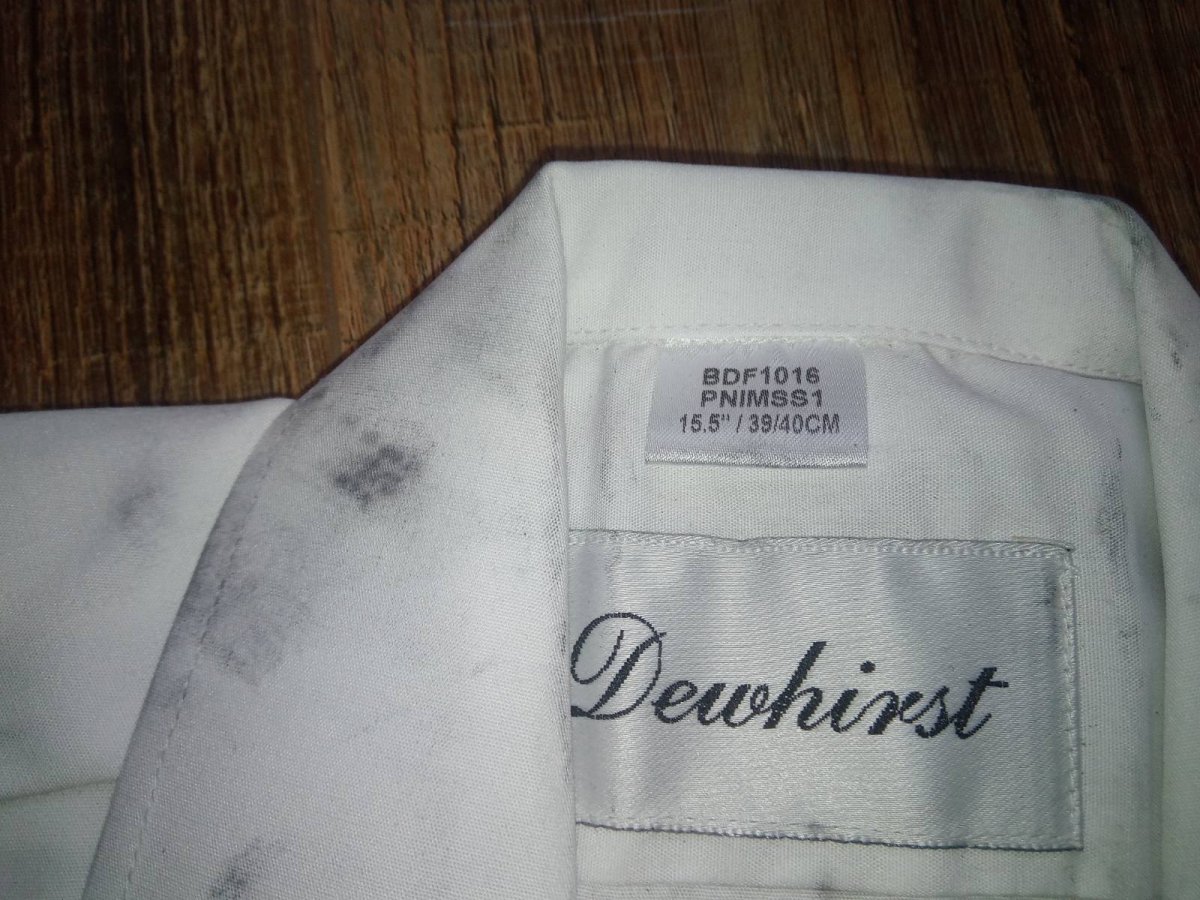 BDF1016
PNIMSS1
15.5" / 39/40CM
Dewhirst